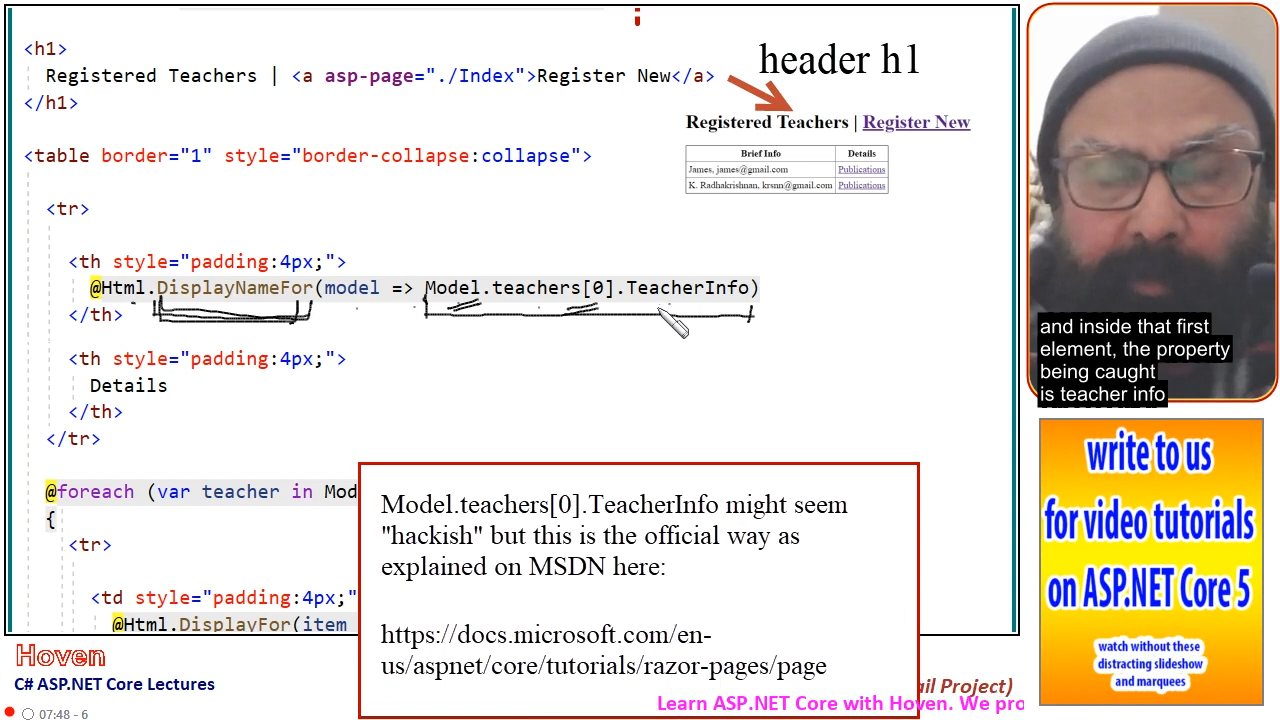 <h1>
Registered Teachers | <a asp-page="./Index">Register New</a>
</h1>
header h1
Registered Teachers | Register New
Brief Info Details
James, james@gmail.com Publications
K. Radhakrishnan, krsnn@gmail.com Publications
<table border="1" style="border-collapse:collapse">
<tr>
<th style="padding:4px;">
@Html.DisplayNameFor(model => Model.teachers[0].TeacherInfo)
</th>
<th style="padding:4px;">
Details
</th>
</tr>
@foreach (var teacher in Mod
{
<tr>
<td style="padding:4px;"
@Html.DisplayFor(item
Model.teachers[0].TeacherInfo might seem
"hackish" but this is the official way as
explained on MSDN here:
https://docs.microsoft.com/en-
us/aspnet/core/tutorials/razor-pages/page
and inside that first
element, the property
being caught
is teacher info
write to us
for video tutorials
on ASP.NET Core 5
watch without these
distracting slideshow
and marquees
Hoven
C# ASP.NET Core Lectures
ail Project)
Learn ASP.NET Core with Hoven. We pro
07:48 - 6